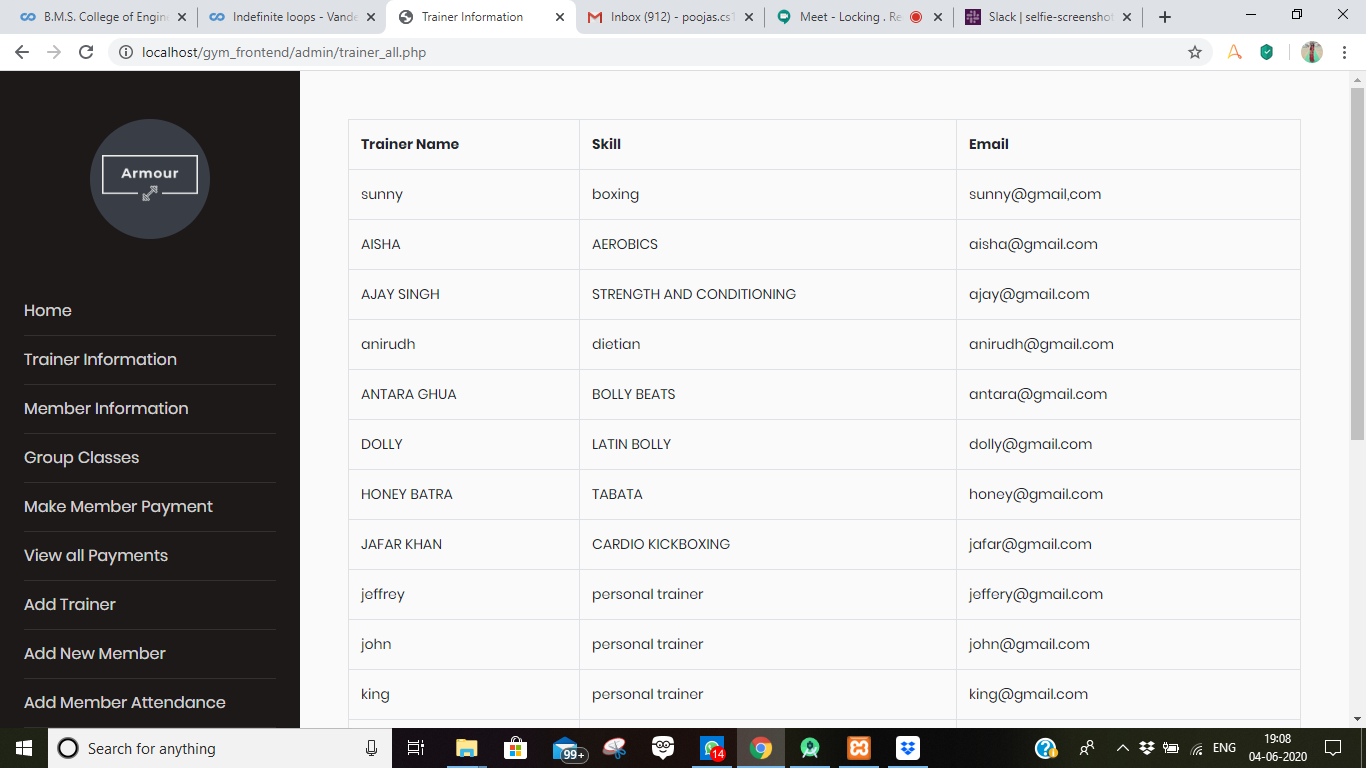 B.M.S. College of Engin
Indefinite loops - Vande
Trainer Information
Inbox (912) - poojas.cs1
Meet - Locking . Re
Slack | selfie-screenshot
localhost/gym_frontend/admin/trainer_all.php
Armour
Home
Trainer Information
Member Information
Group Classes
Make Member Payment
View all Payments
Add Trainer
Add New Member
Add Member Attendance
Trainer Name Skill Email
sunny boxing sunny@gmail,com
AISHA AEROBICS aisha@gmail.com
AJAY SINGH STRENGTH AND CONDITIONING ajay@gmail.com
anirudh dietian anirudh@gmail.com
ANTARA GHUA BOLLY BEATS antara@gmail.com
DOLLY LATIN BOLLY dolly@gmail.com
HONEY BATRA TABATA honey@gmail.com
JAFAR KHAN CARDIO KICKBOXING jafar@gmail.com
jeffrey personal trainer jeffery@gmail.com
john personal trainer john@gmail.com
king personal trainer king@gmail.com
Search for anything
99+
14
ENG
19:08
04-06-2020